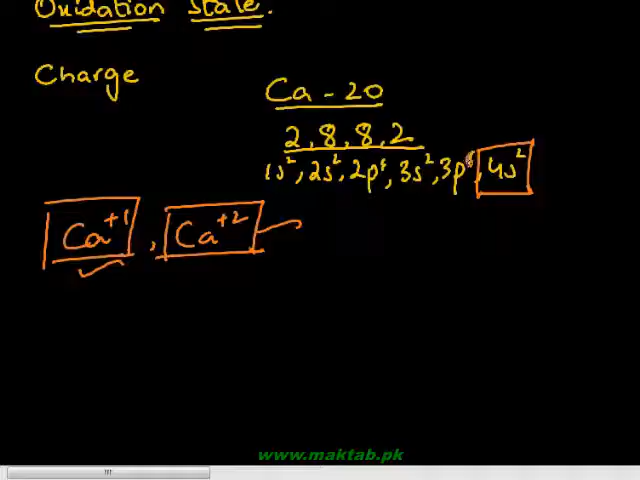 Oxidation State.
Charge
Ca - 20
2, 8, 8, 2
1s², 2s², 2p⁶, 3s², 3p⁶, 4s²
Ca⁺¹, Ca⁺²
www.maktab.pk